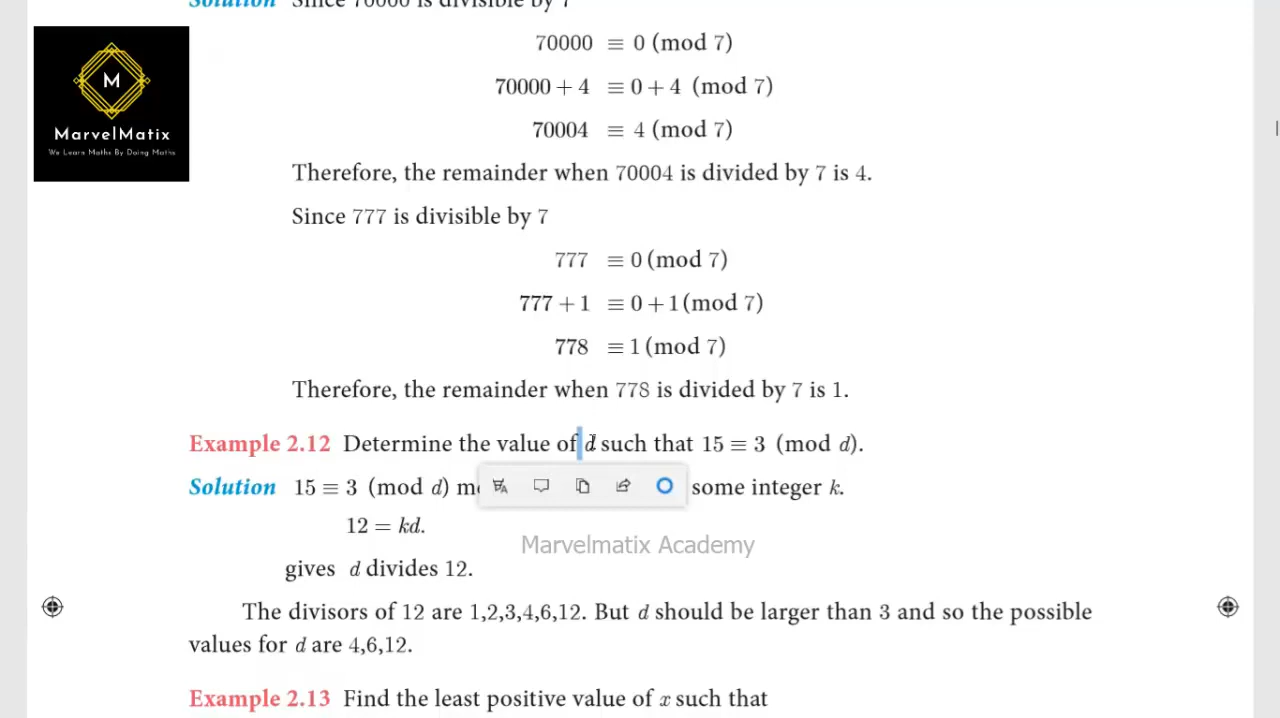 Solution Since 70000 is divisible by 7
70000 ≡ 0 (mod 7)
70000 + 4 ≡ 0 + 4 (mod 7)
70004 ≡ 4 (mod 7)
M
MarvelMatix
We Learn Maths By Doing Maths
Therefore, the remainder when 70004 is divided by 7 is 4.
Since 777 is divisible by 7
777 ≡ 0 (mod 7)
777 + 1 ≡ 0 + 1 (mod 7)
778 ≡ 1 (mod 7)
Therefore, the remainder when 778 is divided by 7 is 1.
Example 2.12 Determine the value of d such that 15 ≡ 3 (mod d).
Solution 15 ≡ 3 (mod d) some integer k.
12 = kd.
Marvelmatix Academy
gives d divides 12.
The divisors of 12 are 1,2,3,4,6,12. But d should be larger than 3 and so the possible
values for d are 4,6,12.
Example 2.13 Find the least positive value of x such that